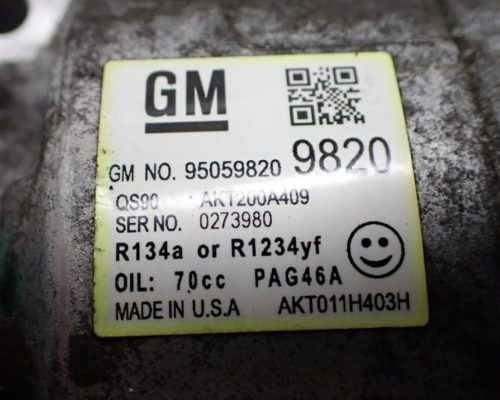 GM
GM NO. 95059820 9820
QS90 AKT200A409
SER NO. 0273980
R134a or R1234yf
OIL: 70cc PAG46A
MADE IN U.S.A AKT011H403H